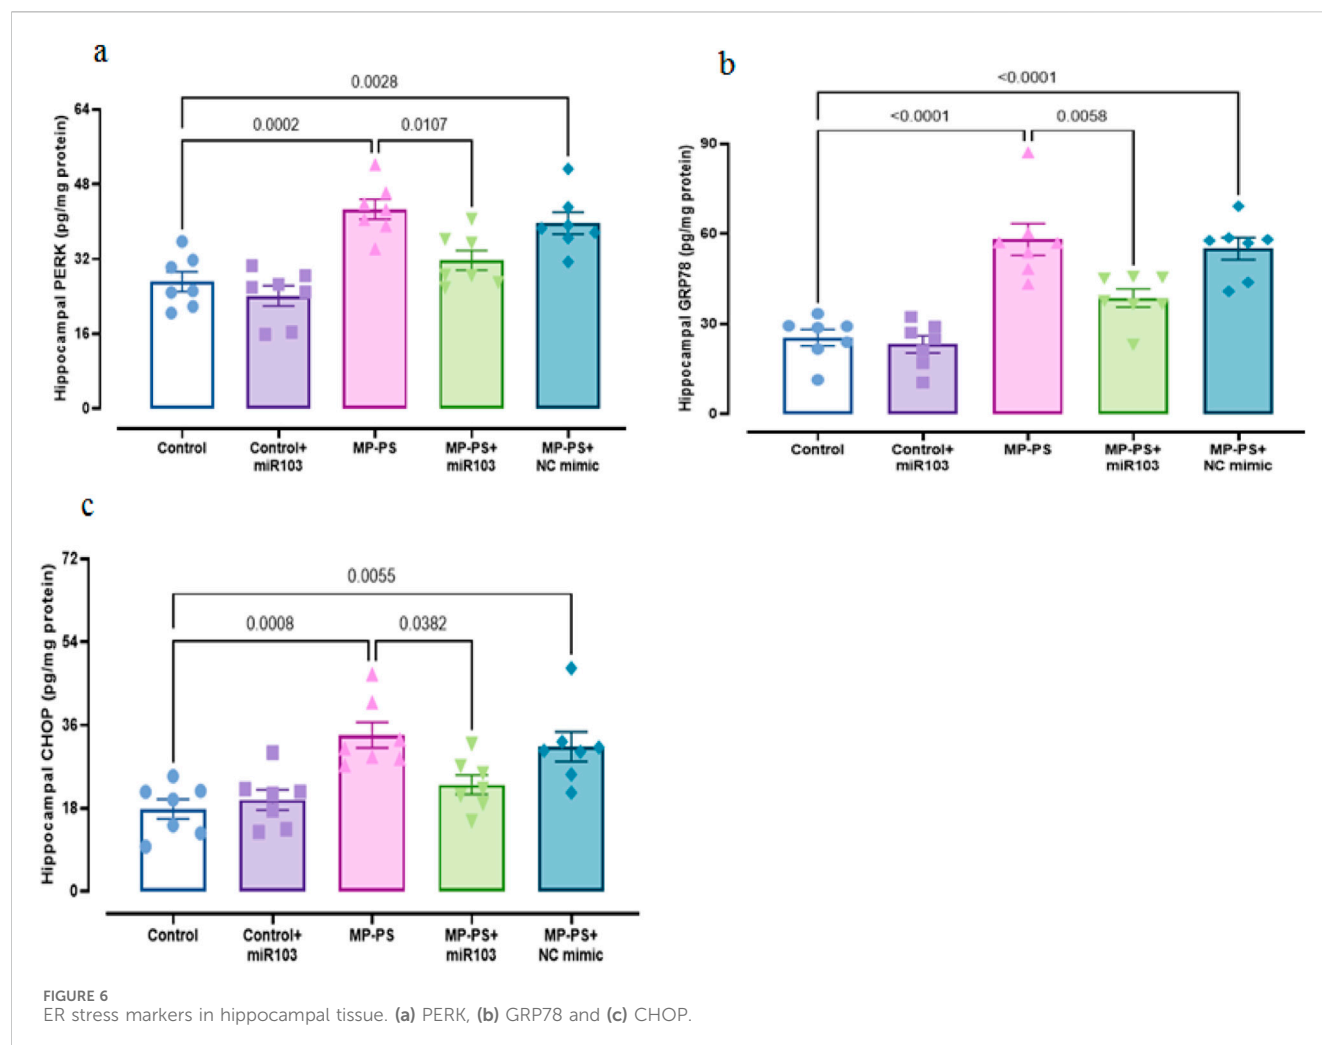 a
0.0028
0.0002
0.0107
Hippocampal PERK (pg/mg protein)
64
48
32
16
0
Control
Control+
miR103
MP-PS
MP-PS+
miR103
MP-PS+
NC mimic
b
<0.0001
<0.0001
0.0058
Hippocampal GRP78 (pg/mg protein)
90
60
30
0
Control
Control+
miR103
MP-PS
MP-PS+
miR103
MP-PS+
NC mimic
c
0.0055
0.0008
0.0382
Hippocampal CHOP (pg/mg protein)
72
54
36
18
0
Control
Control+
miR103
MP-PS
MP-PS+
miR103
MP-PS+
NC mimic
FIGURE 6
ER stress markers in hippocampal tissue. (a) PERK, (b) GRP78 and (c) CHOP.